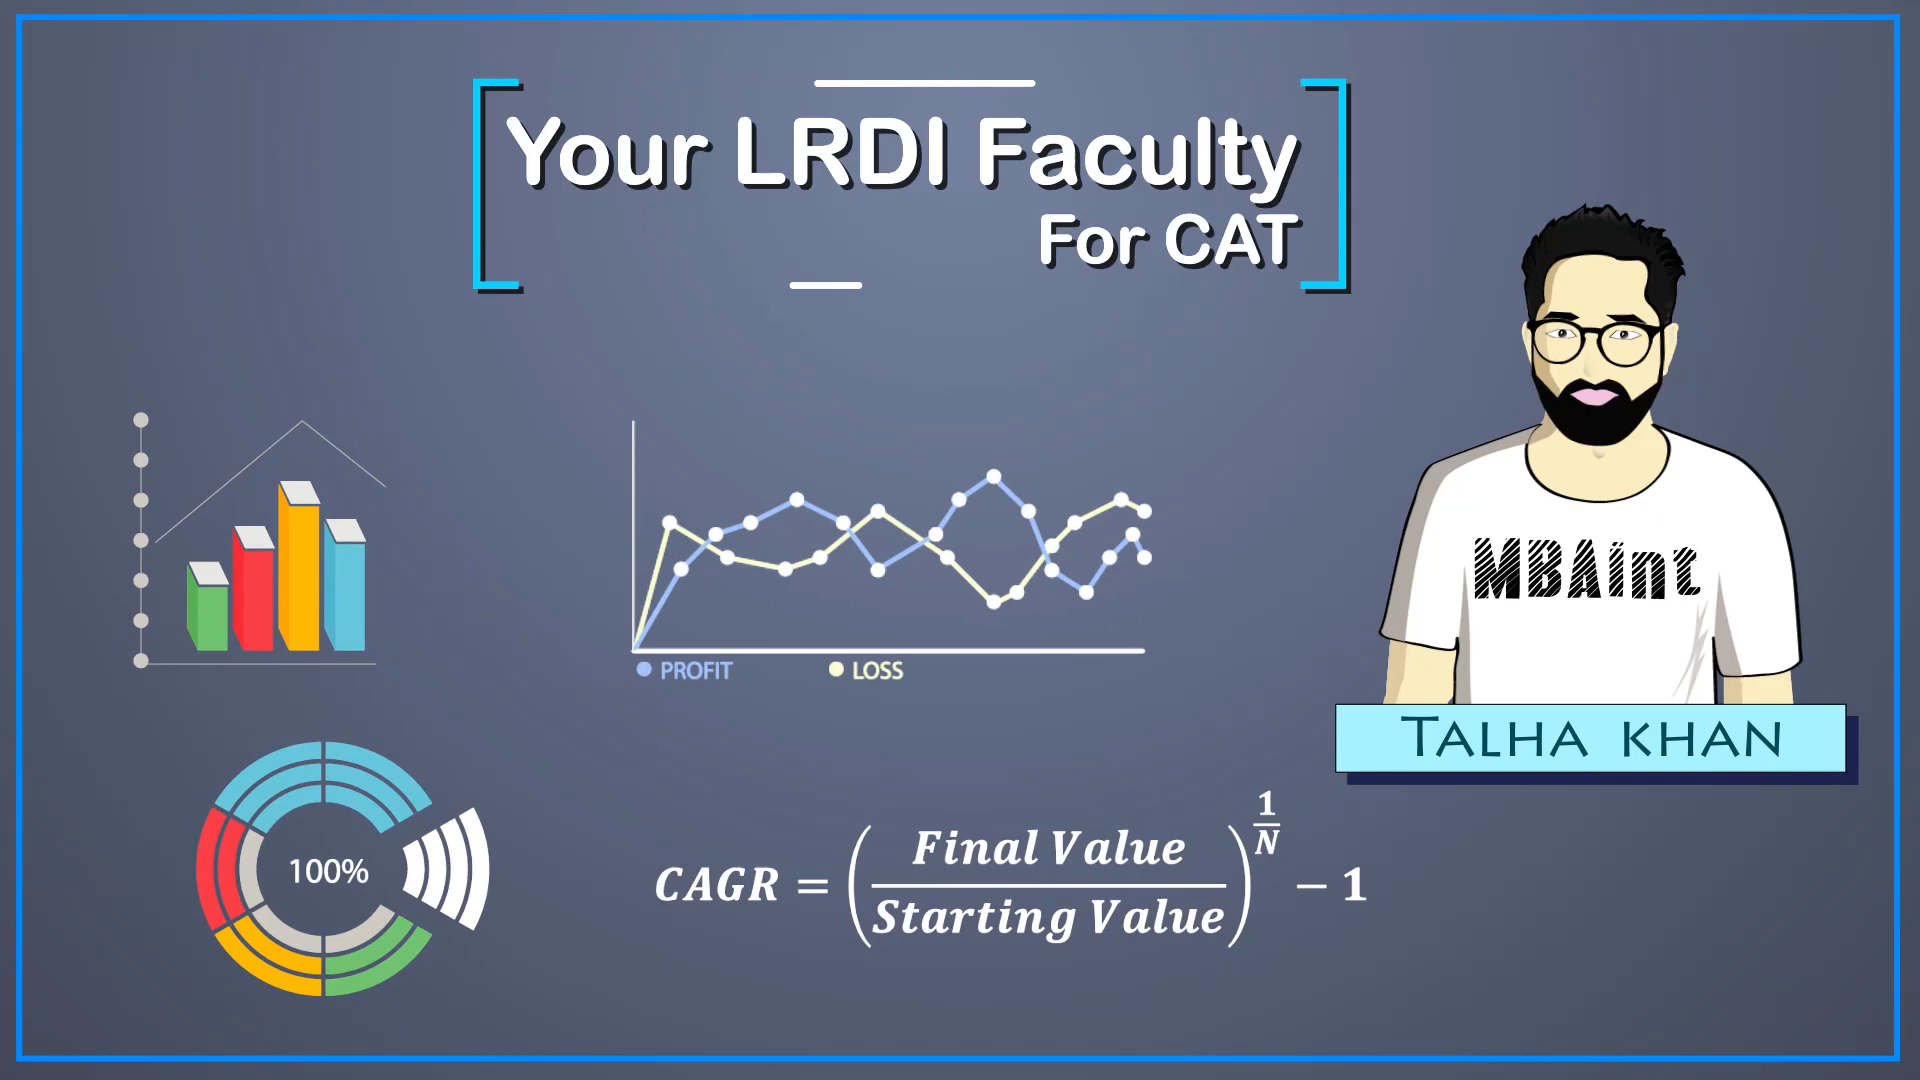 Your LRDI Faculty
For CAT
MBAint
PROFIT
LOSS
TALHA KHAN
100%
CAGR = (Final Value / Starting Value)^(1/N) − 1